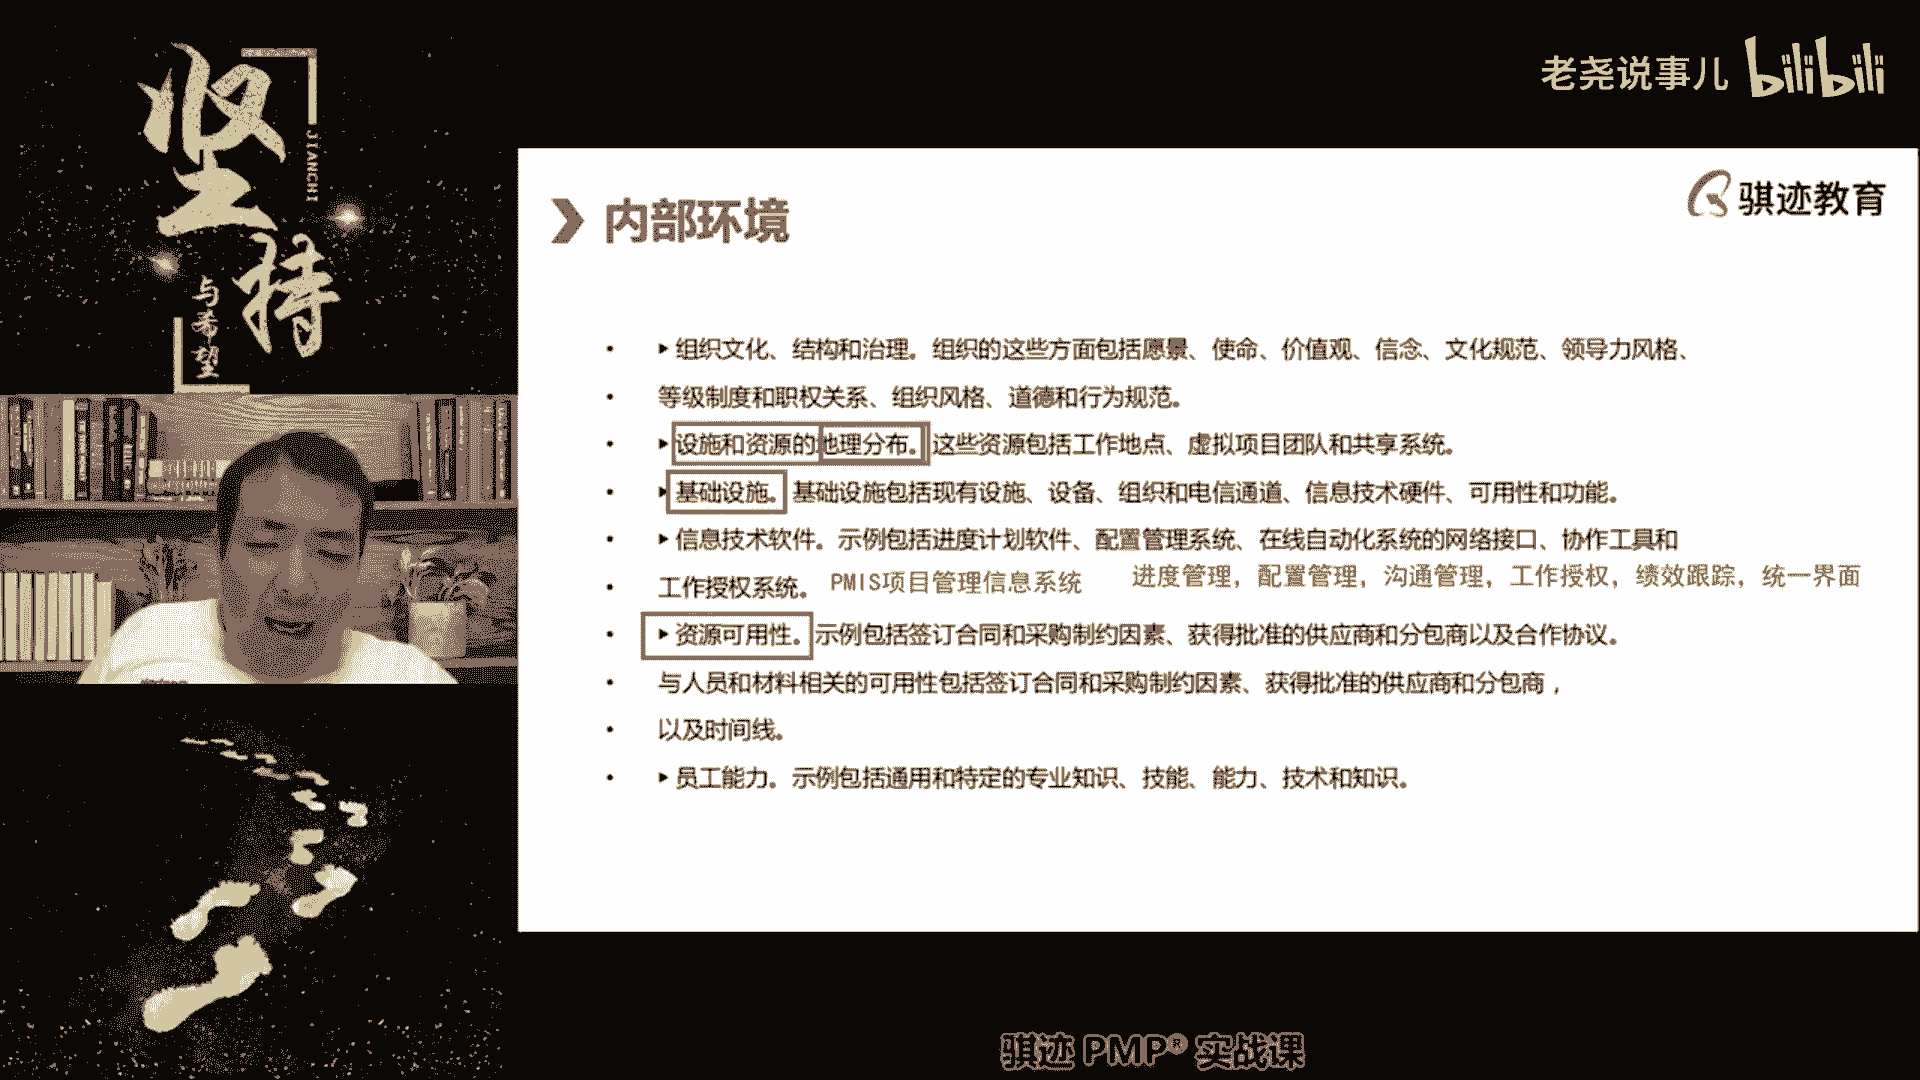 坚持
JIANCHI
与希望
老尧说事儿 bilibili
骐迹教育
内部环境
• ▸组织文化、结构和治理。组织的这些方面包括愿景、使命、价值观、信念、文化规范、领导力风格、
• 等级制度和职权关系、组织风格、道德和行为规范。
• ▸设施和资源的地理分布。这些资源包括工作地点、虚拟项目团队和共享系统。
• ▸基础设施。基础设施包括现有设施、设备、组织和电信通道、信息技术硬件、可用性和功能。
• ▸信息技术软件。示例包括进度计划软件、配置管理系统、在线自动化系统的网络接口、协作工具和
• 工作授权系统。 PMIS项目管理信息系统 进度管理，配置管理，沟通管理，工作授权，绩效跟踪，统一界面
• ▸资源可用性。示例包括签订合同和采购制约因素、获得批准的供应商和分包商以及合作协议。
• 与人员和材料相关的可用性包括签订合同和采购制约因素、获得批准的供应商和分包商，
• 以及时间线。
• ▸员工能力。示例包括通用和特定的专业知识、技能、能力、技术和知识。
骐迹 PMP® 实战课